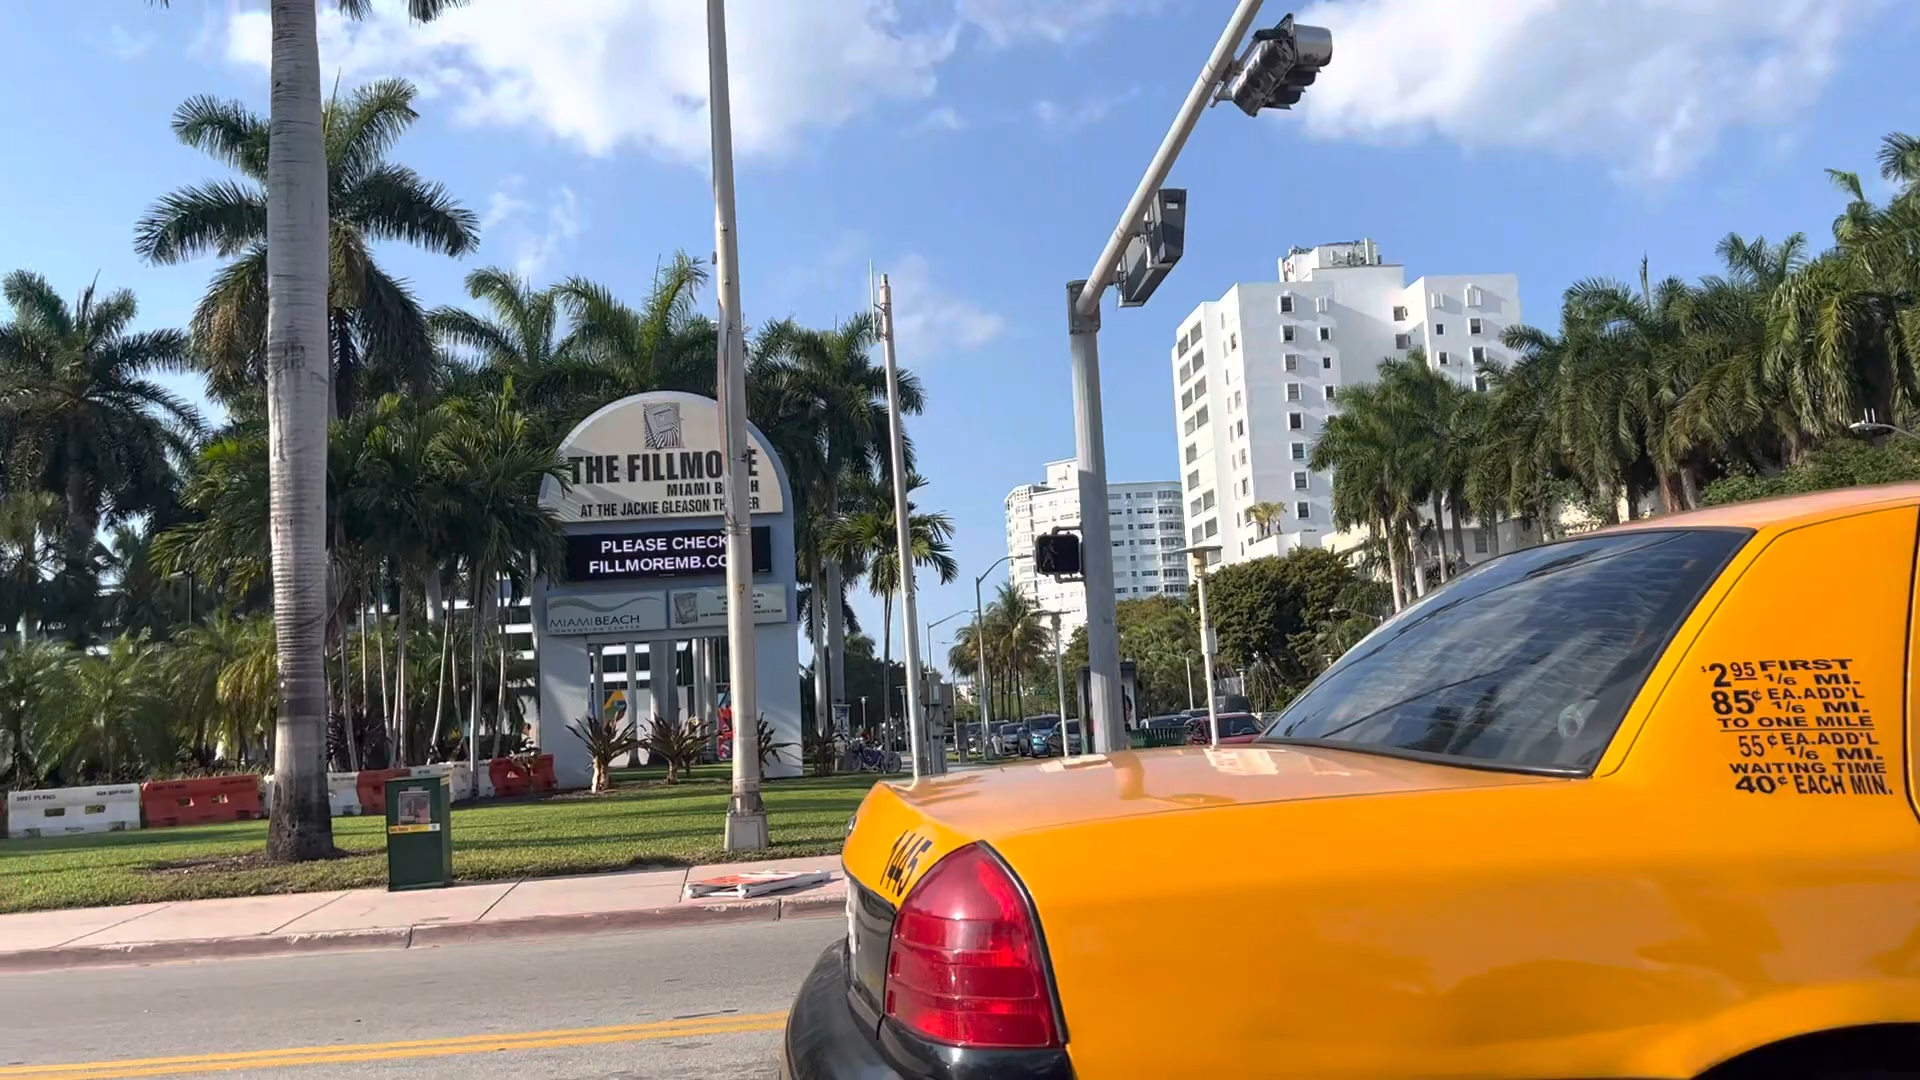 THE FILLMO E
MIAMI B CH
AT THE JACKIE GLEASON TH ER
PLEASE CHECK
FILLMOREMB.CO
MIAMIBEACH
CONVENTION CENTER
1445
$2.95 FIRST
1/6 MI.
85¢ EA.ADD'L
1/6 MI.
TO ONE MILE
55¢ EA.ADD'L
1/6 MI.
WAITING TIME
40¢ EACH MIN.